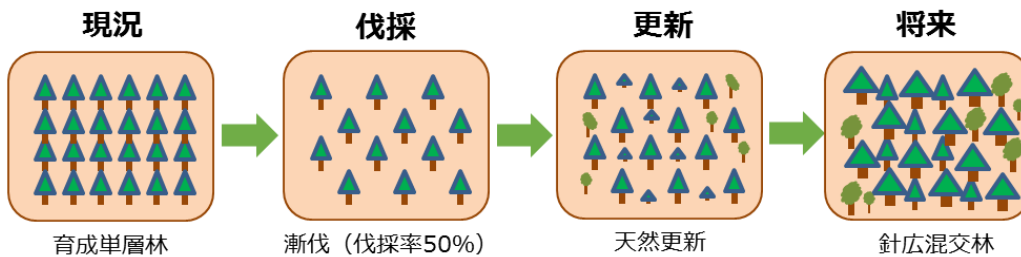 現況
伐採
更新
将来
育成単層林
漸伐（伐採率50%）
天然更新
針広混交林